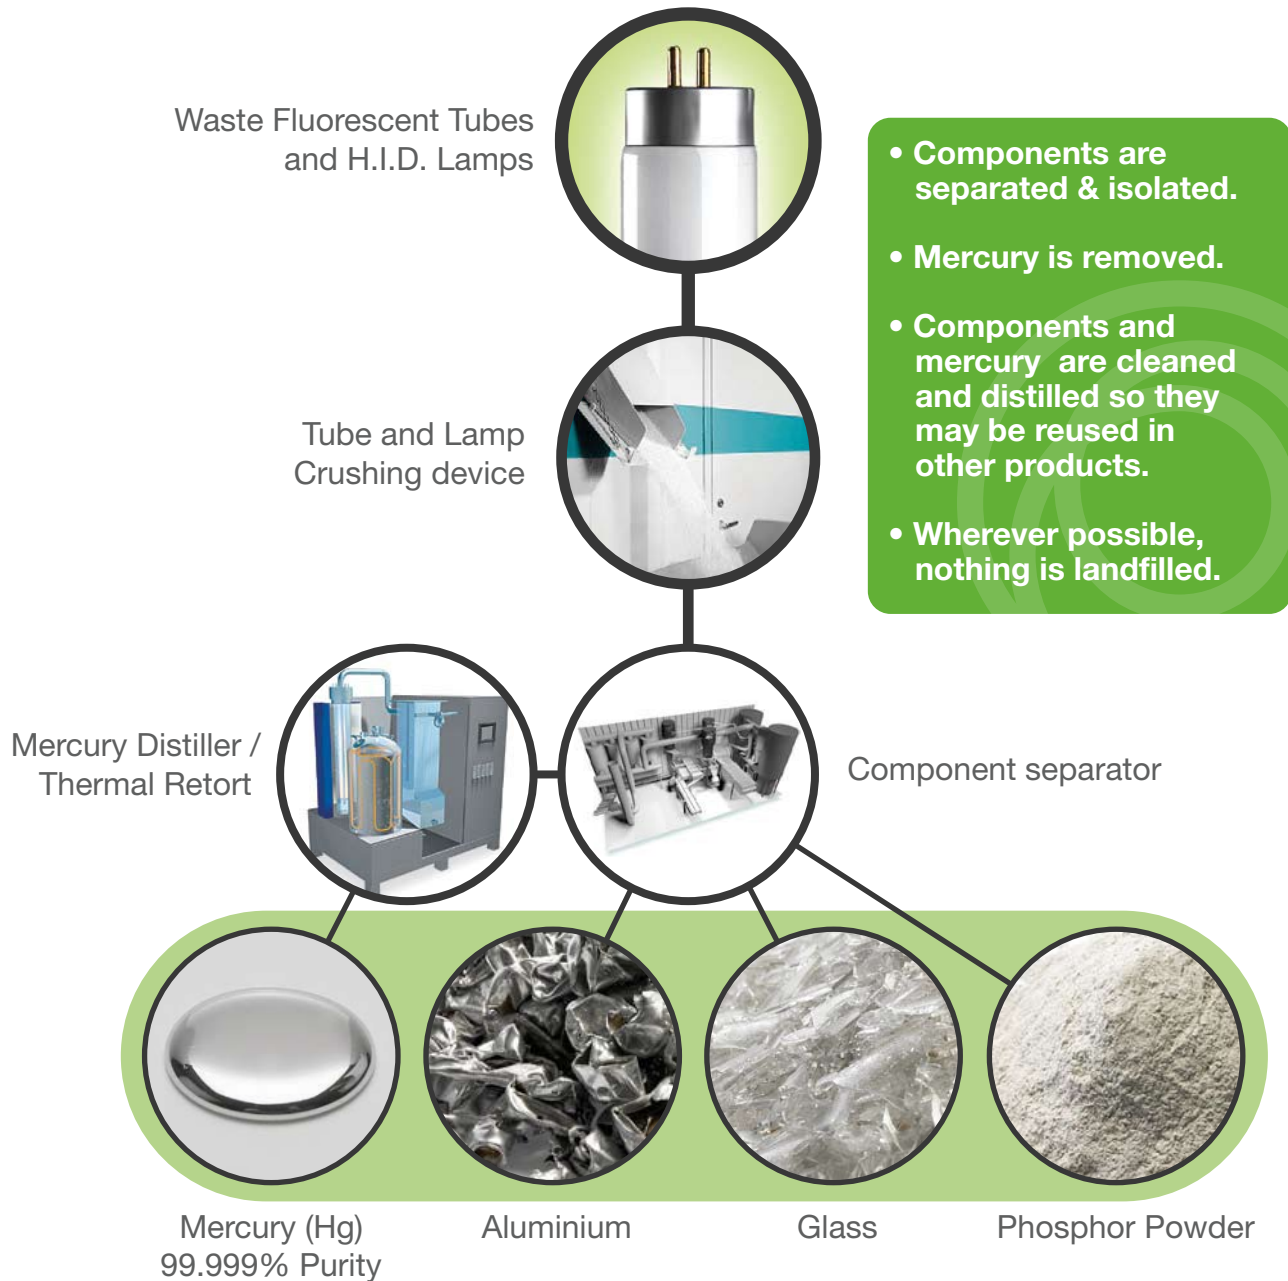 Waste Fluorescent Tubes
and H.I.D. Lamps
• Components are
separated & isolated.
• Mercury is removed.
• Components and
mercury  are cleaned
and distilled so they
may be reused in
other products.
• Wherever possible,
nothing is landfilled.
Tube and Lamp
Crushing device
Mercury Distiller /
Thermal Retort
Component separator
Mercury (Hg)
99.999% Purity
Aluminium
Glass
Phosphor Powder